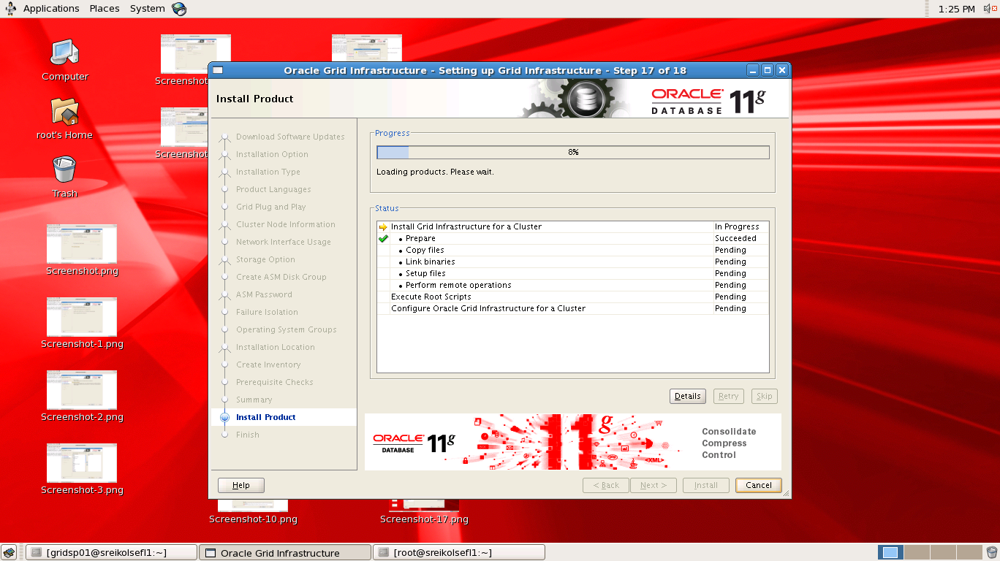 Applications Places System
1:25 PM
Computer
root's Home
Trash
Screenshot.png
Screenshot-1.png
Screenshot-2.png
Screenshot-3.png
Screenshot
Screenshot
Oracle Grid Infrastructure - Setting up Grid Infrastructure - Step 17 of 18
Install Product
ORACLE
DATABASE 11g
Download Software Updates
Installation Option
Installation Type
Product Languages
Grid Plug and Play
Cluster Node Information
Network Interface Usage
Storage Option
Create ASM Disk Group
ASM Password
Failure Isolation
Operating System Groups
Installation Location
Create Inventory
Prerequisite Checks
Summary
Install Product
Finish
Progress
8%
Loading products. Please wait.
Status
Install Grid Infrastructure for a Cluster In Progress
• Prepare Succeeded
• Copy files Pending
• Link binaries Pending
• Setup files Pending
• Perform remote operations Pending
Execute Root Scripts Pending
Configure Oracle Grid Infrastructure for a Cluster Pending
Details Retry Skip
ORACLE
DATABASE 11g
11g
<XML>
Consolidate
Compress
Control
Help < Back Next > Install Cancel
Screenshot-10.png
Screenshot-17.png
[gridsp01@sreikolsefl1:~] Oracle Grid Infrastructure [root@sreikolsefl1:~]